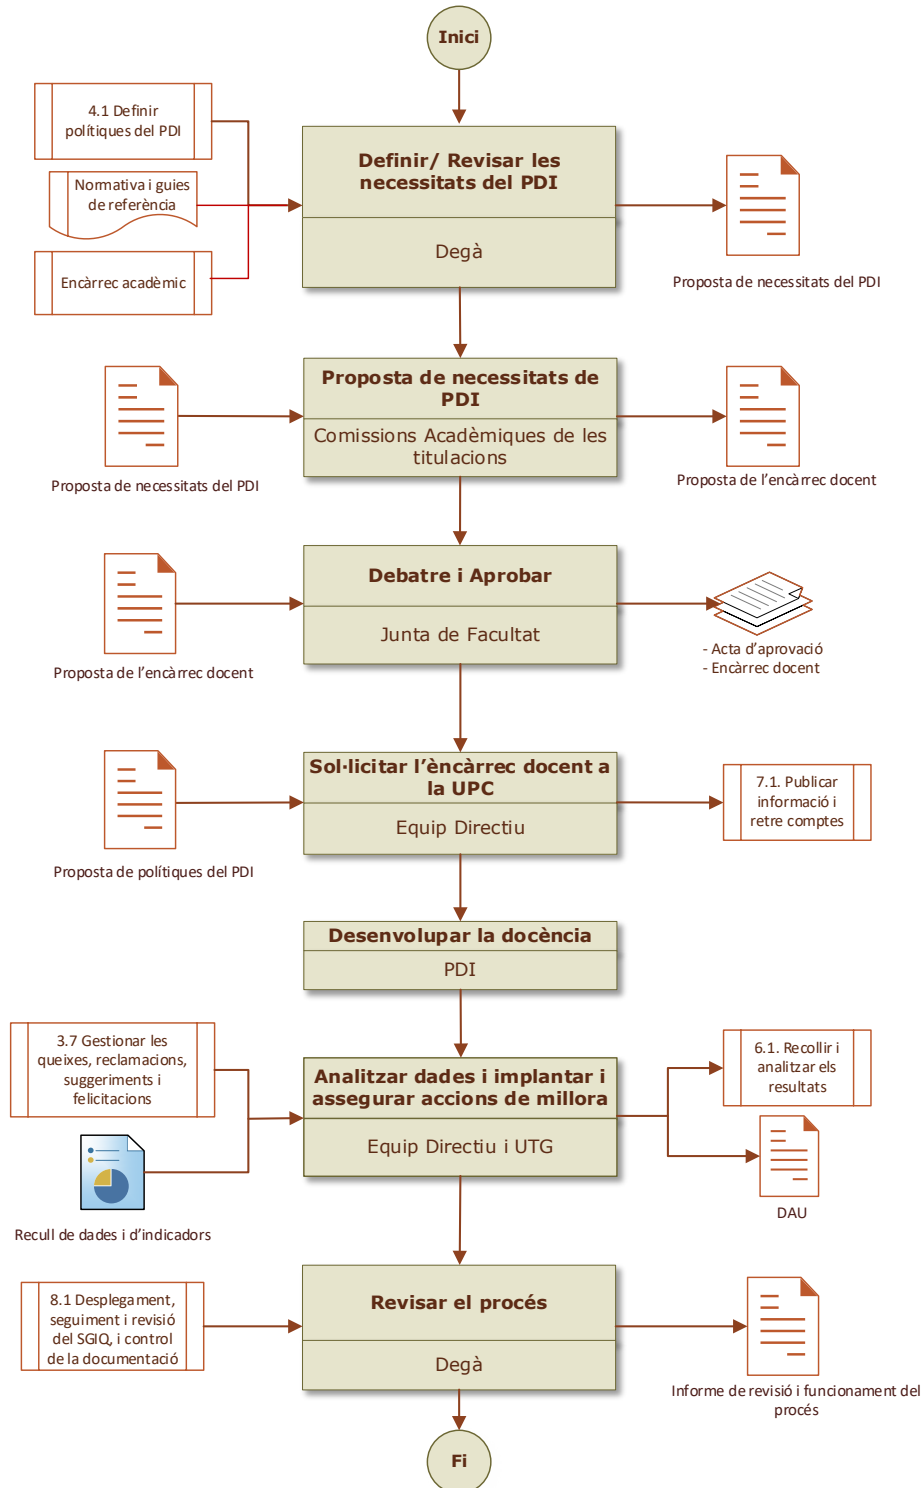 Inici
4.1 Definir
polítiques del PDI
Normativa i guies
de referència
Encàrrec acadèmic
Definir/ Revisar les
necessitats del PDI
Degà
Proposta de necessitats del PDI
Proposta de necessitats del PDI
Proposta de necessitats de
PDI
Comissions Acadèmiques de les
titulacions
Proposta de l’encàrrec docent
Proposta de l’encàrrec docent
Debatre i Aprobar
Junta de Facultat
- Acta d’aprovació
- Encàrrec docent
Proposta de polítiques del PDI
Sol·licitar l’èncàrrec docent a
la UPC
Equip Directiu
7.1. Publicar
informació i
retre comptes
Desenvolupar la docència
PDI
3.7 Gestionar les
queixes, reclamacions,
suggeriments i
felicitacions
Recull de dades i d’indicadors
Analitzar dades i implantar i
assegurar accions de millora
Equip Directiu i UTG
6.1. Recollir i
analitzar els
resultats
DAU
8.1 Desplegament,
seguiment i revisió
del SGIQ, i control
de la documentació
Revisar el procés
Degà
Informe de revisió i funcionament del
procés
Fi